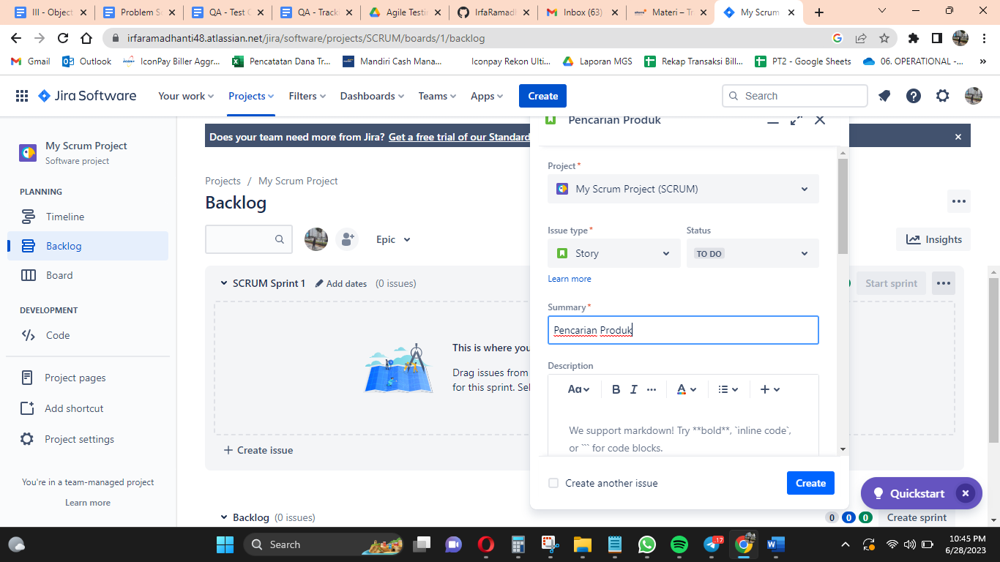 III - Object
Problem S
QA - Test C
QA - Track
Agile Testi
IrfaRamadl
Inbox (63)
Materi – Tr
My Scrum
irfaramadhanti48.atlassian.net/jira/software/projects/SCRUM/boards/1/backlog
Gmail
Outlook
IconPay Biller Aggr...
Pencatatan Dana Tr...
Mandiri Cash Mana...
Iconpay Rekon Ulti...
Laporan MGS
Rekap Transaksi Bill...
PT2 - Google Sheets
06. OPERATIONAL -...
»
Jira Software
Your work
Projects
Filters
Dashboards
Teams
Apps
Create
Search
My Scrum Project
Software project
PLANNING
Timeline
Backlog
Board
DEVELOPMENT
Code
Project pages
Add shortcut
Project settings
You're in a team-managed project
Learn more
Does your team need more from Jira? Get a free trial of our Standard
Projects / My Scrum Project
Backlog
Epic
Insights
SCRUM Sprint 1
Add dates
(0 issues)
Start sprint
This is where you
Drag issues from
for this sprint. Sel
+ Create issue
Backlog (0 issues)
0 0 0
Create sprint
Pencarian Produk
Project*
My Scrum Project (SCRUM)
Issue type*
Status
Story
TO DO
Learn more
Summary*
Pencarian Produk
Description
Aa
B
I
A
We support markdown! Try **bold**, `inline code`,
or ``` for code blocks.
Create another issue
Create
Quickstart
Search
17
10:45 PM
6/28/2023